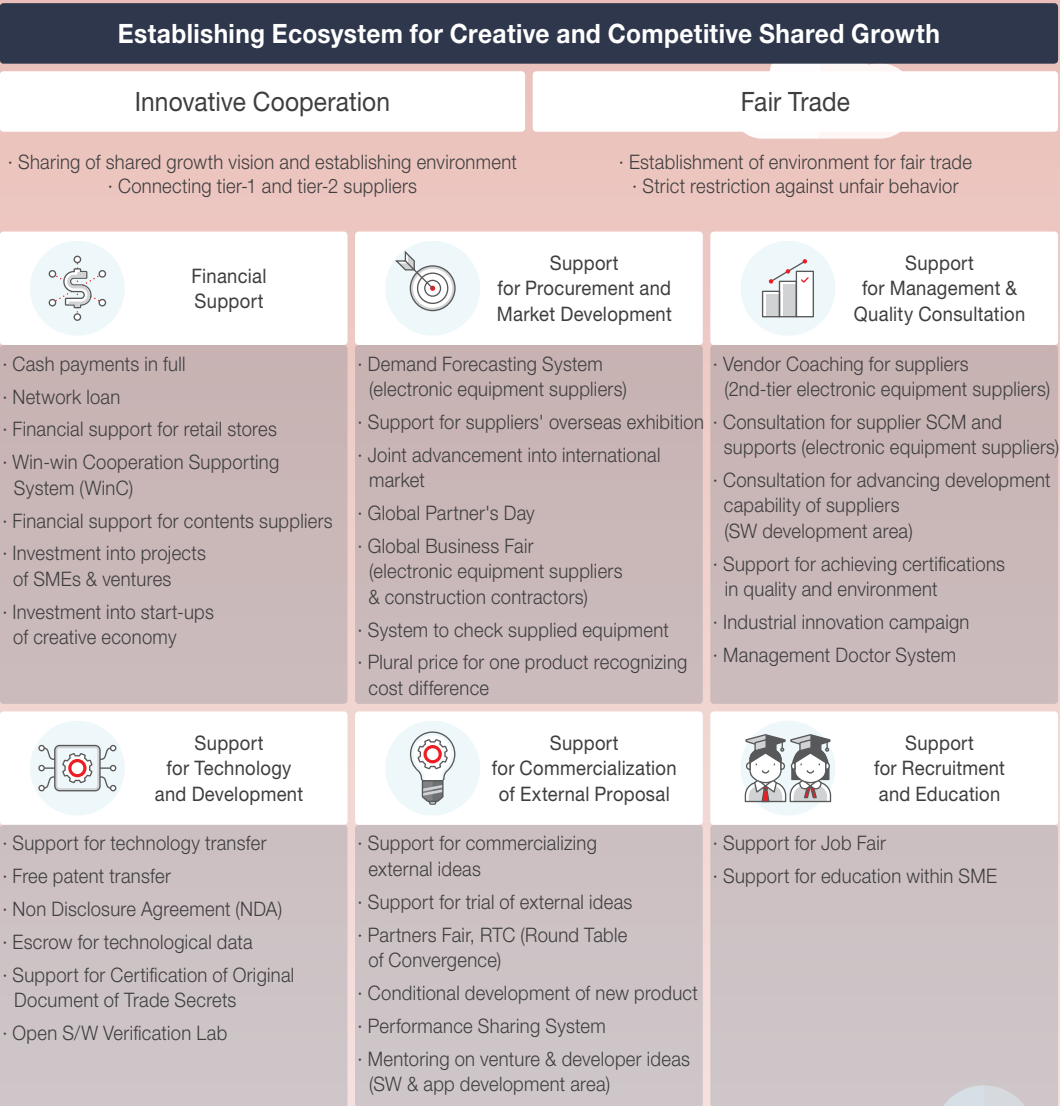 Establishing Ecosystem for Creative and Competitive Shared Growth
Innovative Cooperation
· Sharing of shared growth vision and establishing environment
· Connecting tier-1 and tier-2 suppliers
Fair Trade
· Establishment of environment for fair trade
· Strict restriction against unfair behavior
Financial
Support
· Cash payments in full
· Network loan
· Financial support for retail stores
· Win-win Cooperation Supporting
System (WinC)
· Financial support for contents suppliers
· Investment into projects
of SMEs & ventures
· Investment into start-ups
of creative economy
Support
for Procurement and
Market Development
· Demand Forecasting System
(electronic equipment suppliers)
· Support for suppliers' overseas exhibition
· Joint advancement into international
market
· Global Partner's Day
· Global Business Fair
(electronic equipment suppliers
& construction contractors)
· System to check supplied equipment
· Plural price for one product recognizing
cost difference
Support
for Management &
Quality Consultation
· Vendor Coaching for suppliers
(2nd-tier electronic equipment suppliers)
· Consultation for supplier SCM and
supports (electronic equipment suppliers)
· Consultation for advancing development
capability of suppliers
(SW development area)
· Support for achieving certifications
in quality and environment
· Industrial innovation campaign
· Management Doctor System
Support
for Technology
and Development
· Support for technology transfer
· Free patent transfer
· Non Disclosure Agreement (NDA)
· Escrow for technological data
· Support for Certification of Original
Document of Trade Secrets
· Open S/W Verification Lab
Support
for Commercialization
of External Proposal
· Support for commercializing
external ideas
· Support for trial of external ideas
· Partners Fair, RTC (Round Table
of Convergence)
· Conditional development of new product
· Performance Sharing System
· Mentoring on venture & developer ideas
(SW & app development area)
Support
for Recruitment
and Education
· Support for Job Fair
· Support for education within SME